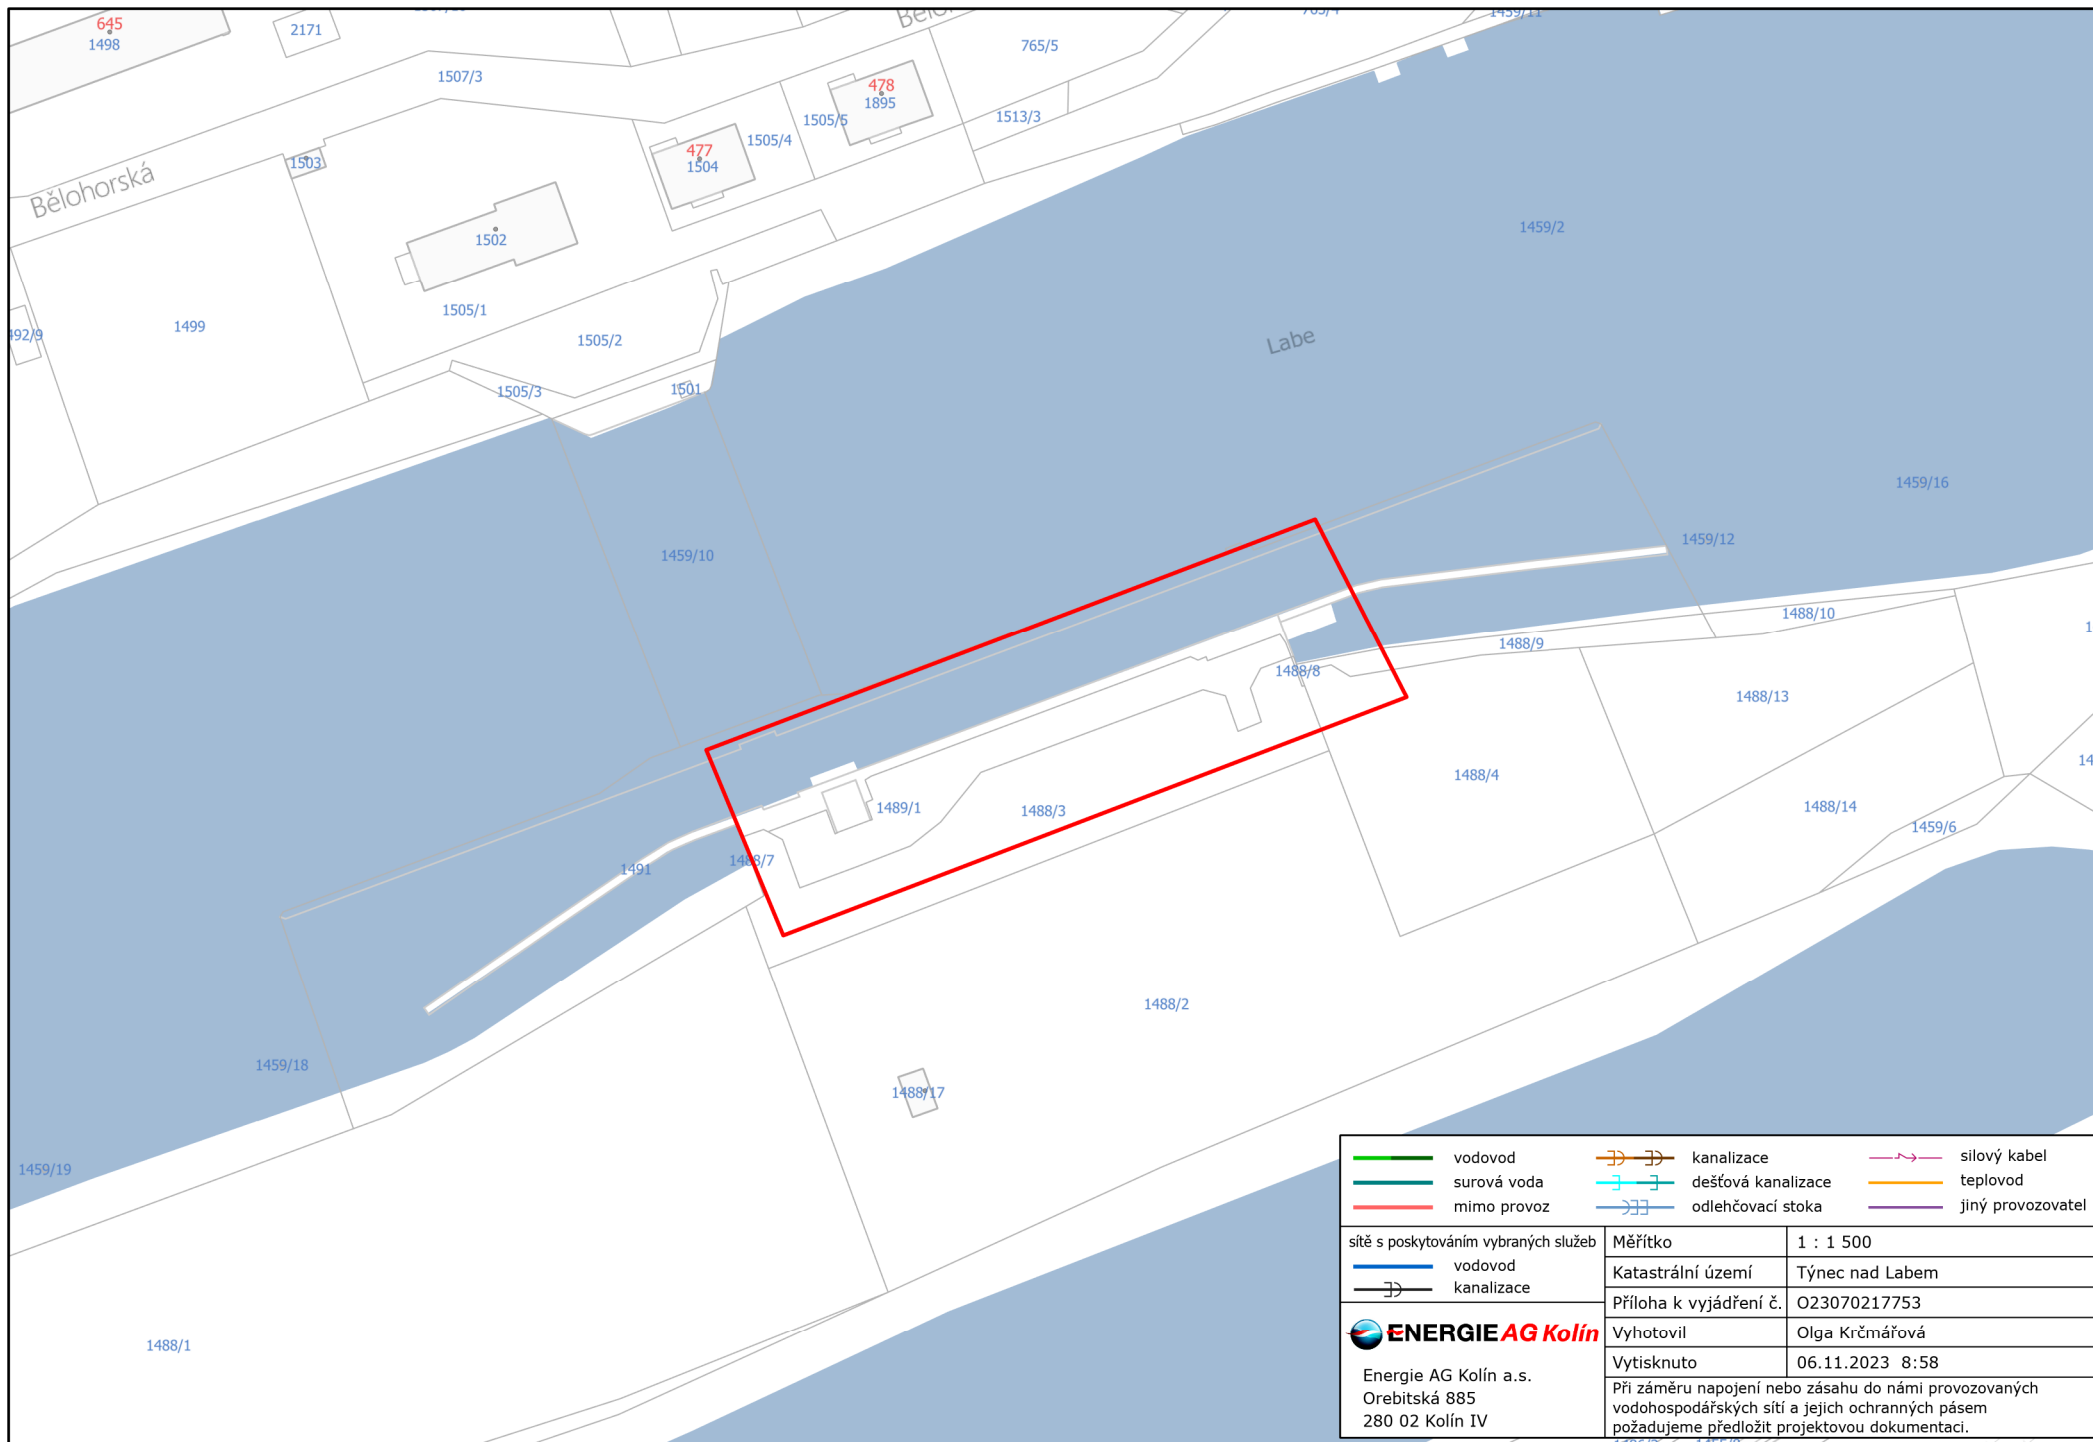 645
1498
2171
1507/3
Bělohorská
1503
1502
1499
1505/1
1505/2
1505/3
1501
477
1504
1505/4
1505/5
478
1895
765/5
1513/3
1459/11
1459/2
Labe
1459/10
1459/16
1459/12
1488/10
1488/9
1488/8
1488/13
1488/4
1488/14
1459/6
1489/1
1488/3
1488/7
1491
1488/2
1488/17
1459/18
1459/19
1488/1
vodovod
surová voda
mimo provoz
kanalizace
dešťová kanalizace
odlehčovací stoka
silový kabel
teplovod
jiný provozovatel
sítě s poskytováním vybraných služeb
vodovod
kanalizace
ENERGIE AG Kolín
Energie AG Kolín a.s.
Orebitská 885
280 02 Kolín IV
Měřítko 1 : 1 500
Katastrální území Týnec nad Labem
Příloha k vyjádření č. O23070217753
Vyhotovil Olga Krčmářová
Vytisknuto 06.11.2023 8:58
Při záměru napojení nebo zásahu do námi provozovaných
vodohospodářských sítí a jejich ochranných pásem
požadujeme předložit projektovou dokumentaci.